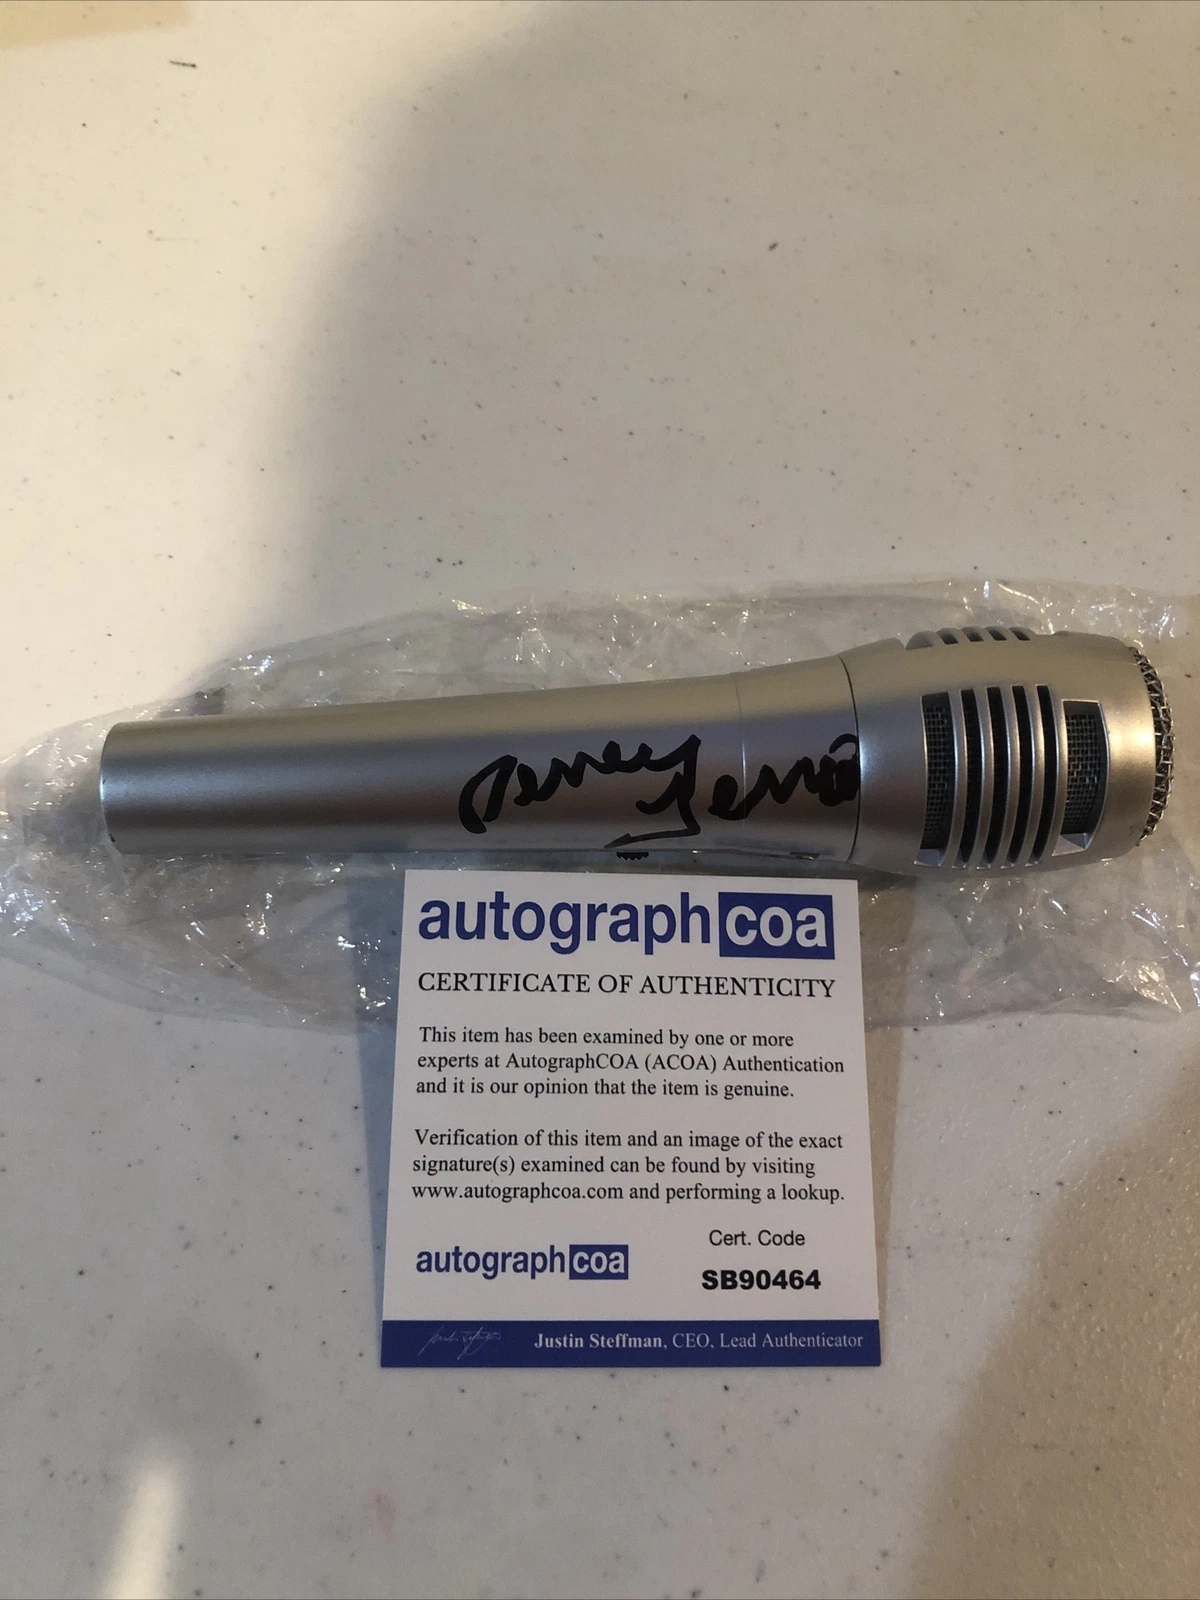 autographcoa
CERTIFICATE OF AUTHENTICITY
This item has been examined by one or more
experts at AutographCOA (ACOA) Authentication
and it is our opinion that the item is genuine.
Verification of this item and an image of the exact
signature(s) examined can be found by visiting
www.autographcoa.com and performing a lookup.
Cert. Code
autographcoa
SB90464
Justin Steffman, CEO, Lead Authenticator